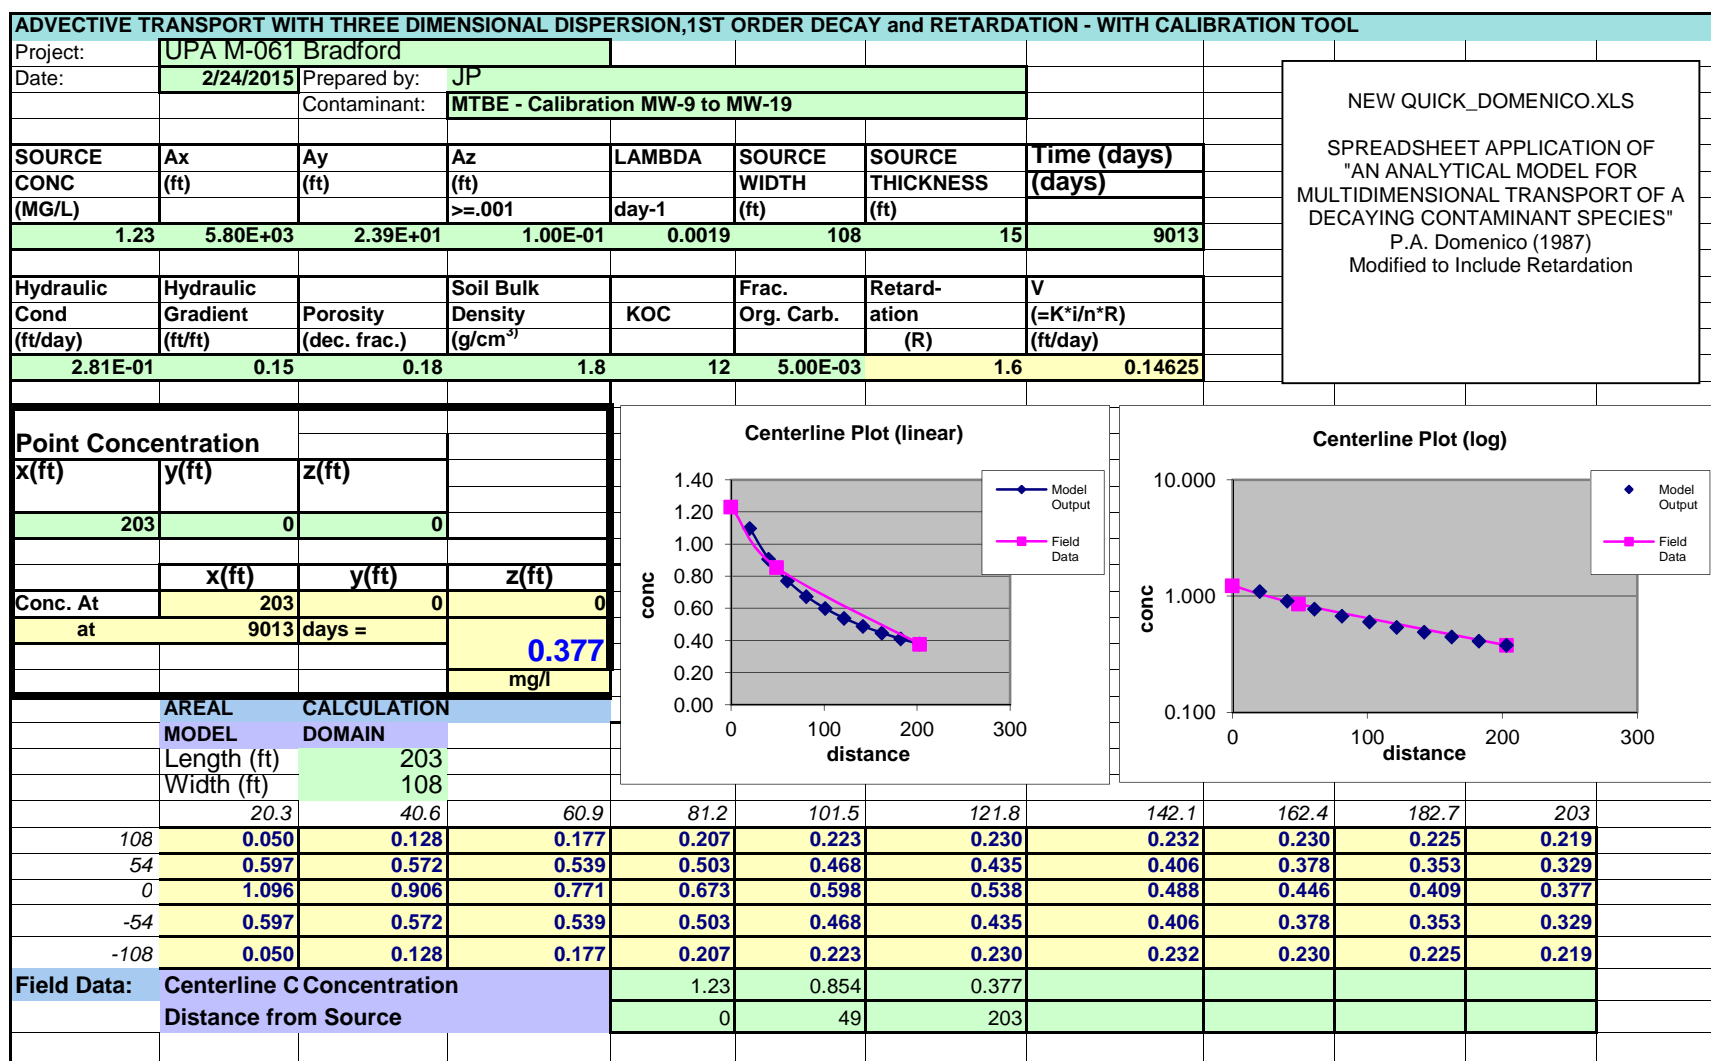 ADVECTIVE TRANSPORT WITH THREE DIMENSIONAL DISPERSION,1ST ORDER DECAY and RETARDATION - WITH CALIBRATION TOOL
Project: UPA M-061 Bradford
Date: 2/24/2015 Prepared by: JP
Contaminant: MTBE - Calibration MW-9 to MW-19
NEW QUICK_DOMENICO.XLS
SPREADSHEET APPLICATION OF
"AN ANALYTICAL MODEL FOR
MULTIDIMENSIONAL TRANSPORT OF A
DECAYING CONTAMINANT SPECIES"
P.A. Domenico (1987)
Modified to Include Retardation
SOURCE Ax Ay Az LAMBDA SOURCE SOURCE Time (days)
CONC (ft) (ft) (ft) WIDTH THICKNESS (days)
(MG/L) >=.001 day-1 (ft) (ft)
1.23 5.80E+03 2.39E+01 1.00E-01 0.0019 108 15 9013
Hydraulic Hydraulic Soil Bulk Frac. Retard- V
Cond Gradient Porosity Density KOC Org. Carb. ation (=K*i/n*R)
(ft/day) (ft/ft) (dec. frac.) (g/cm3) (R) (ft/day)
2.81E-01 0.15 0.18 1.8 12 5.00E-03 1.6 0.14625
Point Concentration
x(ft) y(ft) z(ft)
203 0 0
x(ft) y(ft) z(ft)
Conc. At 203 0 0
at 9013 days =
0.377
mg/l
Centerline Plot (linear)
1.40
1.20
1.00
0.80
0.60
0.40
0.20
0.00
conc
0 100 200 300
distance
Model
Output
Field
Data
Centerline Plot (log)
10.000
1.000
0.100
conc
0 100 200 300
distance
Model
Output
Field
Data
AREAL CALCULATION
MODEL DOMAIN
Length (ft) 203
Width (ft) 108
20.3 40.6 60.9 81.2 101.5 121.8 142.1 162.4 182.7 203
108 0.050 0.128 0.177 0.207 0.223 0.230 0.232 0.230 0.225 0.219
54 0.597 0.572 0.539 0.503 0.468 0.435 0.406 0.378 0.353 0.329
0 1.096 0.906 0.771 0.673 0.598 0.538 0.488 0.446 0.409 0.377
-54 0.597 0.572 0.539 0.503 0.468 0.435 0.406 0.378 0.353 0.329
-108 0.050 0.128 0.177 0.207 0.223 0.230 0.232 0.230 0.225 0.219
Field Data: Centerline C Concentration 1.23 0.854 0.377
Distance from Source 0 49 203